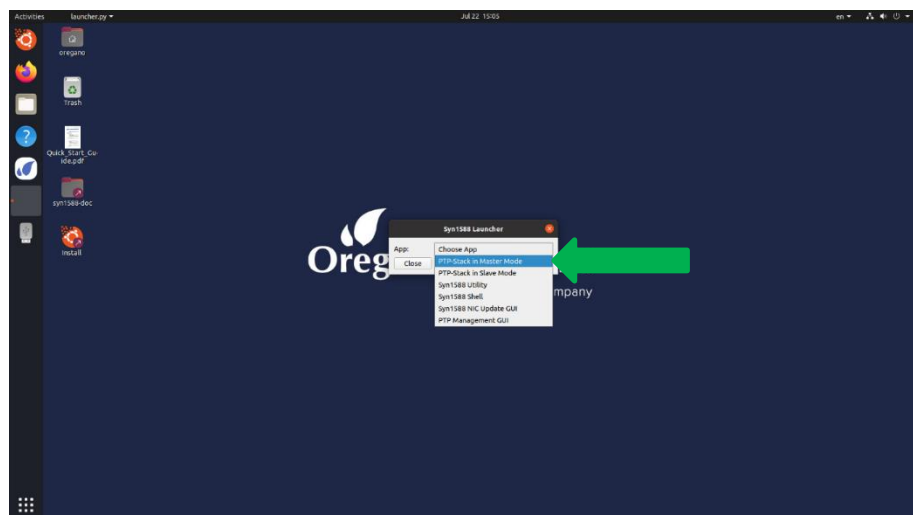 Activities launcher.py Jul 22 15:05 en
oregano
Trash
Quick_Start_Gu-
ide.pdf
syn1588-doc
Install
Oreg
mpany
Syn1588 Launcher
App: Choose App
Close PTP-Stack in Master Mode
PTP-Stack in Slave Mode
Syn1588 Utility
Syn1588 Shell
Syn1588 NIC Update GUI
PTP Management GUI